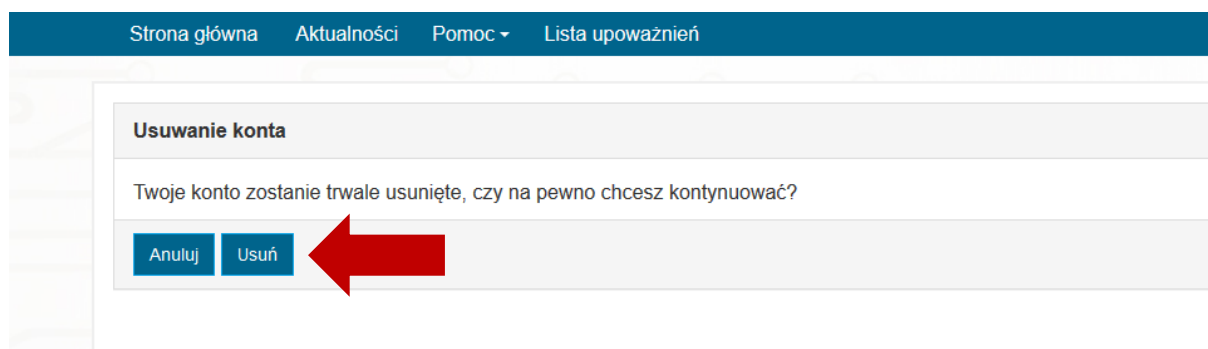 Strona główna Aktualności Pomoc Lista upoważnień
Usuwanie konta
Twoje konto zostanie trwale usunięte, czy na pewno chcesz kontynuować?
Anuluj Usuń